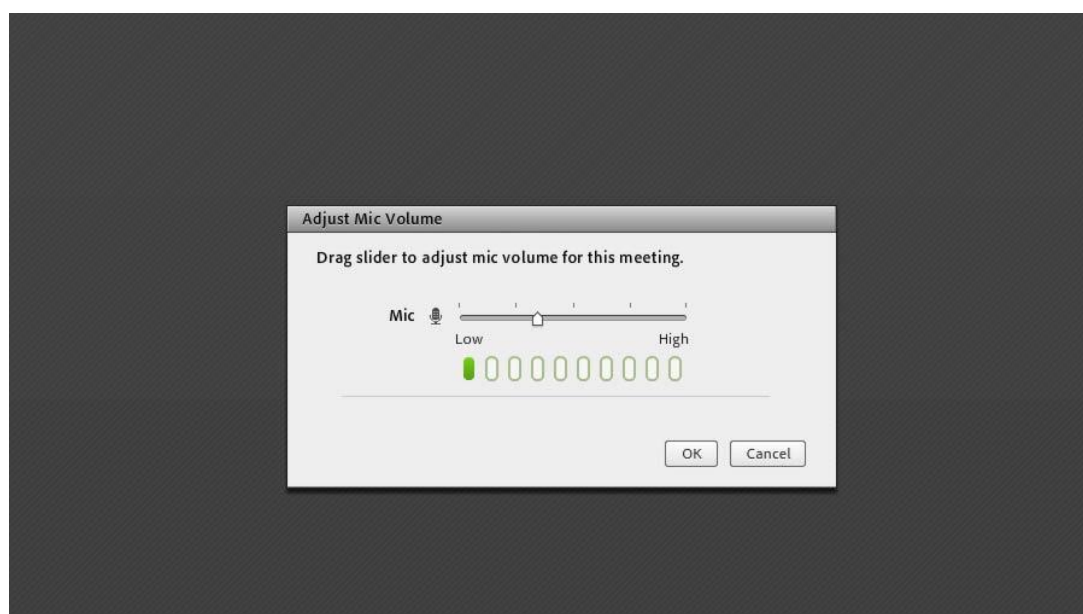 Adjust Mic Volume
Drag slider to adjust mic volume for this meeting.
Mic
Low High
OK Cancel